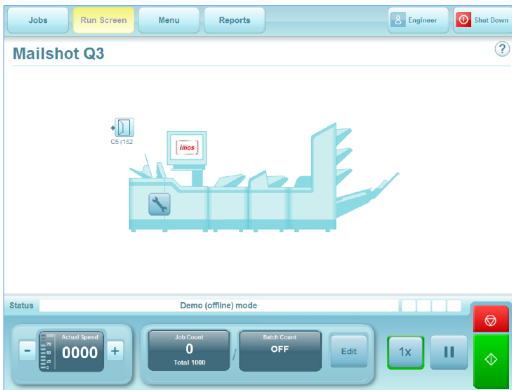 Jobs
Run Screen
Menu
Reports
Engineer
Shut Down
Mailshot Q3
?
C5 (162
Status
Demo (offline) mode
Actual Speed
-
0000
+
Job Count
0
Total 1000
/
Batch Count
OFF
Edit
1x